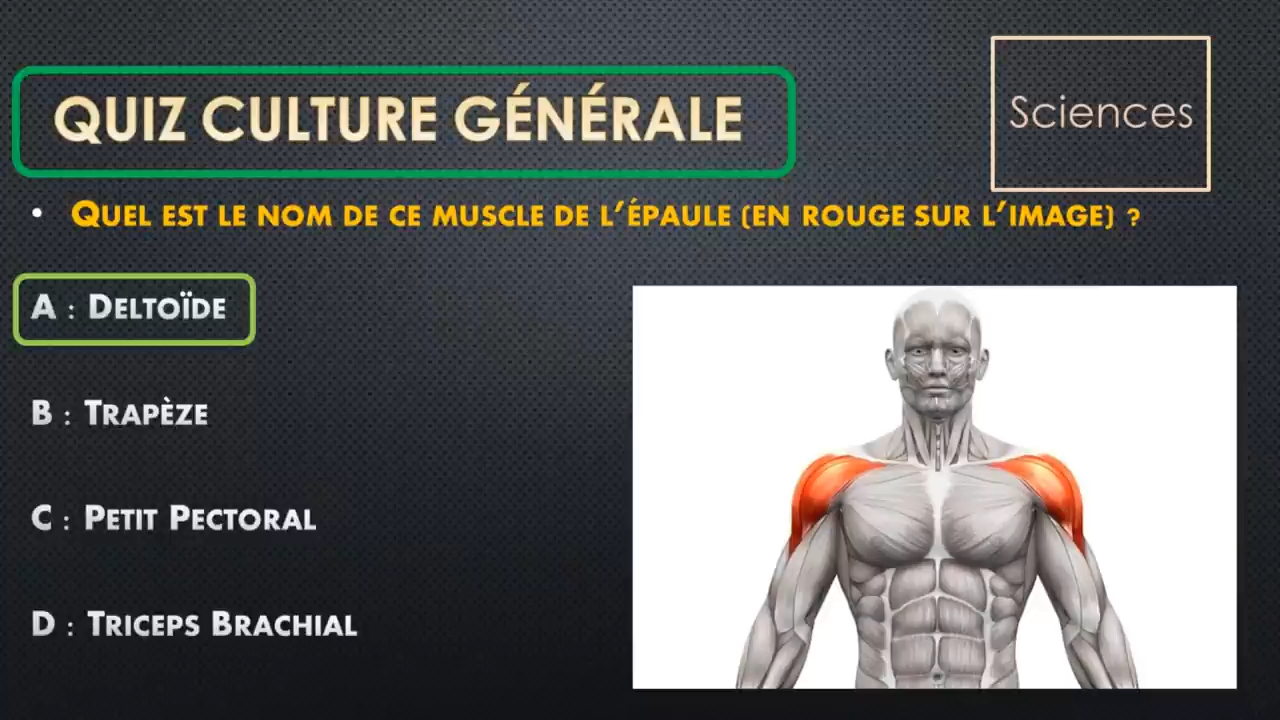 Sciences
QUIZ CULTURE GÉNÉRALE
• QUEL EST LE NOM DE CE MUSCLE DE L'ÉPAULE (EN ROUGE SUR L'IMAGE) ?
A : DELTOÏDE
B : TRAPÈZE
C : PETIT PECTORAL
D : TRICEPS BRACHIAL